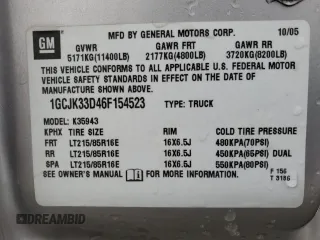 GM
MFD BY GENERAL MOTORS CORP. 10/05
GVWR GAWR FRT GAWR RR
5171KG(11400LB) 2177KG(4800LB) 3720KG(8200LB)
THIS VEHICLE CONFORMS TO ALL APPLICABLE U.S. FEDERAL MOTOR
VEHICLE SAFETY STANDARDS IN EFFECT ON THE DATE OF
MANUFACTURE SHOWN ABOVE.
1GCJK33D46F154523 TYPE: TRUCK
MODEL: K35943
KPHX TIRE SIZE RIM COLD TIRE PRESSURE
FRT LT215/85R16E 16X6.5J 480KPA(70PSI)
RR LT215/85R16E 16X6.5J 450KPA(65PSI) DUAL
SPA LT215/85R16E 16X6.5J 550KPA(80PSI)
SEE OWNER'S MANUAL FOR MORE INFORMATION. F 156
T 3186
DREAMBID